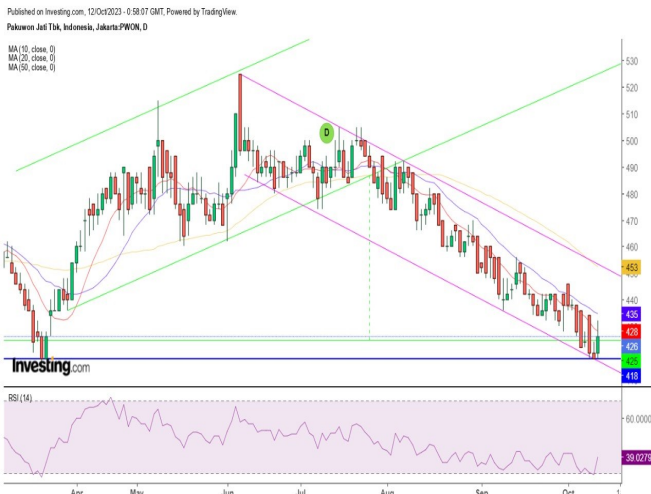 Published on Investing.com, 12/Oct/2023 - 0:58:07 GMT, Powered by TradingView.
Pakuwon Jati Tbk, Indonesia, Jakarta:PWON, D
MA (10, close, 0)
MA (20, close, 0)
MA (50, close, 0)
530
520
510
D
500
490
480
470
460
453
440
435
428
426
425
418
Investing.com
RSI (14)
60.0000
39.0279
Apr May Jun Jul Aug Sep Oct 1